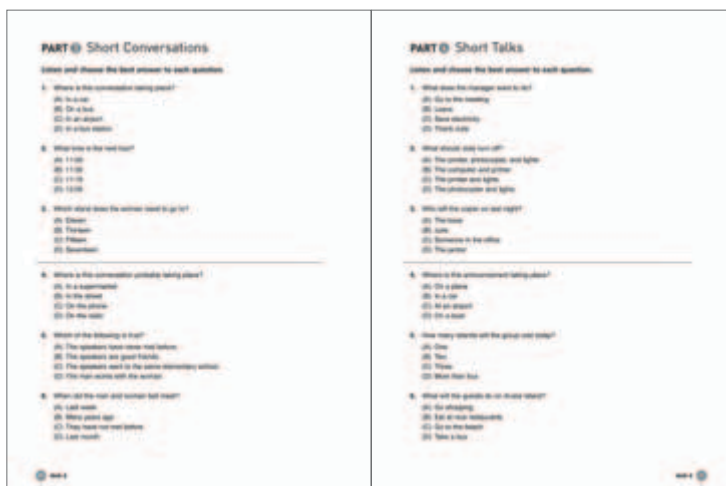 PART Short Conversations
Listen and choose the best answer to each question.
1. Where is this conversation taking place?
(A) In a car
(B) On a bus
(C) In an airport
(D) In a bus station
2. What time is the next bus?
(A) 11:00
(D) 12:00
3. Which stand does the woman need to go to?
(A) Eleven
(B) Thirteen
(C) Fifteen
(D) Seventeen
4. Where is this conversation probably taking place?
(A) In a supermarket
(B) In the street
(C) On the phone
(D) On the radio
5. Which of the following is true?
(A) The speakers have never met before.
(B) The speakers are good friends.
(C) The speakers went to the same elementary school.
(D) The man works with the woman.
6. When did the man and woman last meet?
(A) Last week
(B) Many years ago
(C) They have not met before
(D) Last month
PART Short Talks
Listen and choose the best answer to each question.
1. What does the manager want to do?
(A) Go to the meeting
(B) Leave
(C) Save electricity
(D) Thank Julie
2. What should Julie turn off?
(A) The printer, photocopier, and lights
(B) The computer and printer
(C) The printer and lights
(D) The photocopier and lights
3. Who left the copier on last night?
(A) The boss
(B) Julie
(C) Someone in the office
(D) The janitor
4. Where is this announcement taking place?
(A) On a plane
(B) In a car
(C) At an airport
(D) On a boat
5. How many islands will the group visit today?
(A) One
(B) Two
(C) Three
(D) More than four
6. What will the guests do on island?
(A) Go shopping
(B) Eat at nice restaurants
(C) Go to the beach
(D) Take a bus